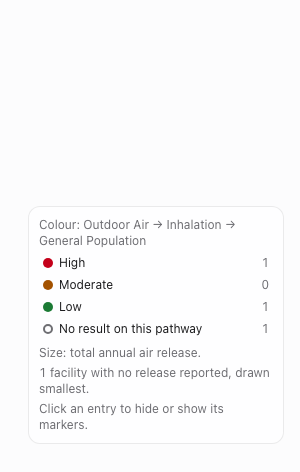 Colour: Outdoor Air → Inhalation →
General Population
High 1
Moderate 0
Low 1
No result on this pathway 1
Size: total annual air release.
1 facility with no release reported, drawn
smallest.
Click an entry to hide or show its
markers.